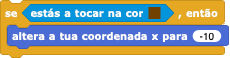 se estás a tocar na cor , então
altera a tua coordenada x para -10